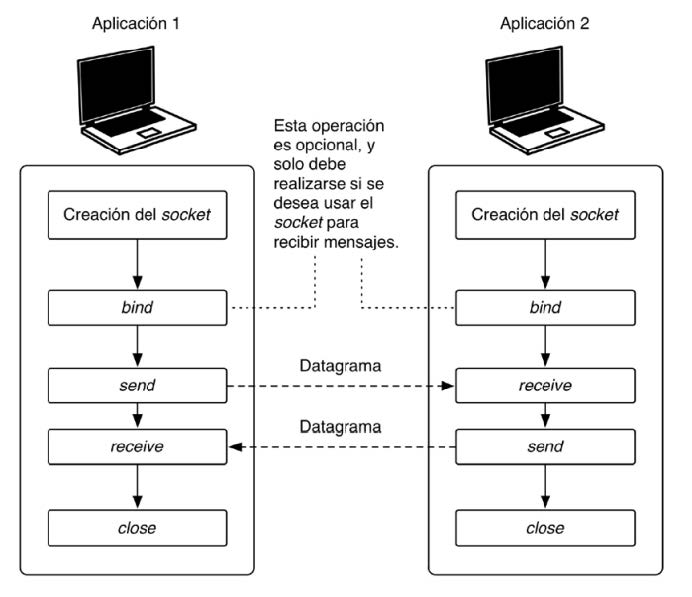 Aplicación 1
Aplicación 2
Esta operación
es opcional, y
solo debe
realizarse si se
desea usar el
socket para
recibir mensajes.
Creación del socket
Creación del socket
bind
bind
Datagrama
send
receive
Datagrama
receive
send
close
close